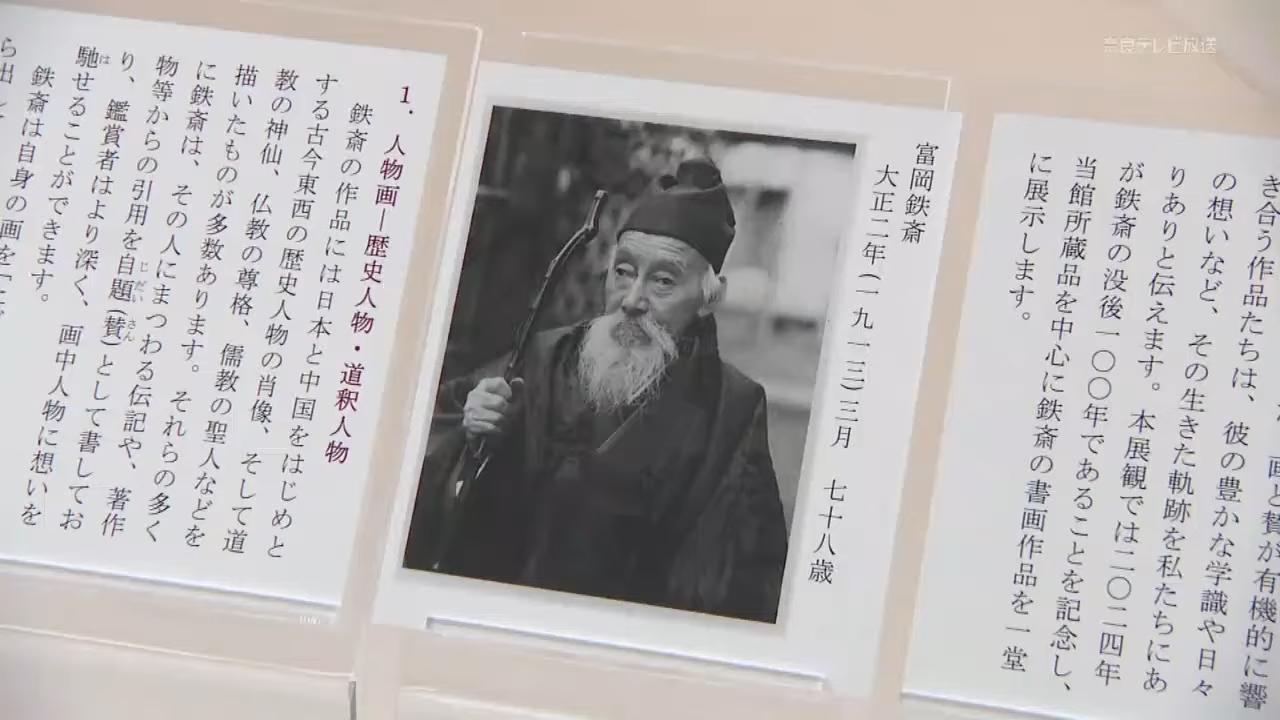 奈良テレビ放送
画と賛が有機的に響
き合う作品たちは、彼の豊かな学識や日々
の想いなど、その生きた軌跡を私たちにあ
りありと伝えます。本展観では二〇二四年
が鉄斎の没後一〇〇年であることを記念し、
当館所蔵品を中心に鉄斎の書画作品を一堂
に展示します。
富岡鉄斎
大正二年(一九一三)三月 七十八歳
1. 人物画―歴史人物・道釈人物
鉄斎の作品には日本と中国をはじめと
する古今東西の歴史人物の肖像、そして道
教の神仙、仏教の尊格、儒教の聖人などを
描いたものが多数あります。それらの多く
に鉄斎は、その人にまつわる伝記や、著作
物等からの引用を自題(賛)として書してお
り、鑑賞者はより深く、画中人物に想いを
馳せることができます。
鉄斎は自身の画を「